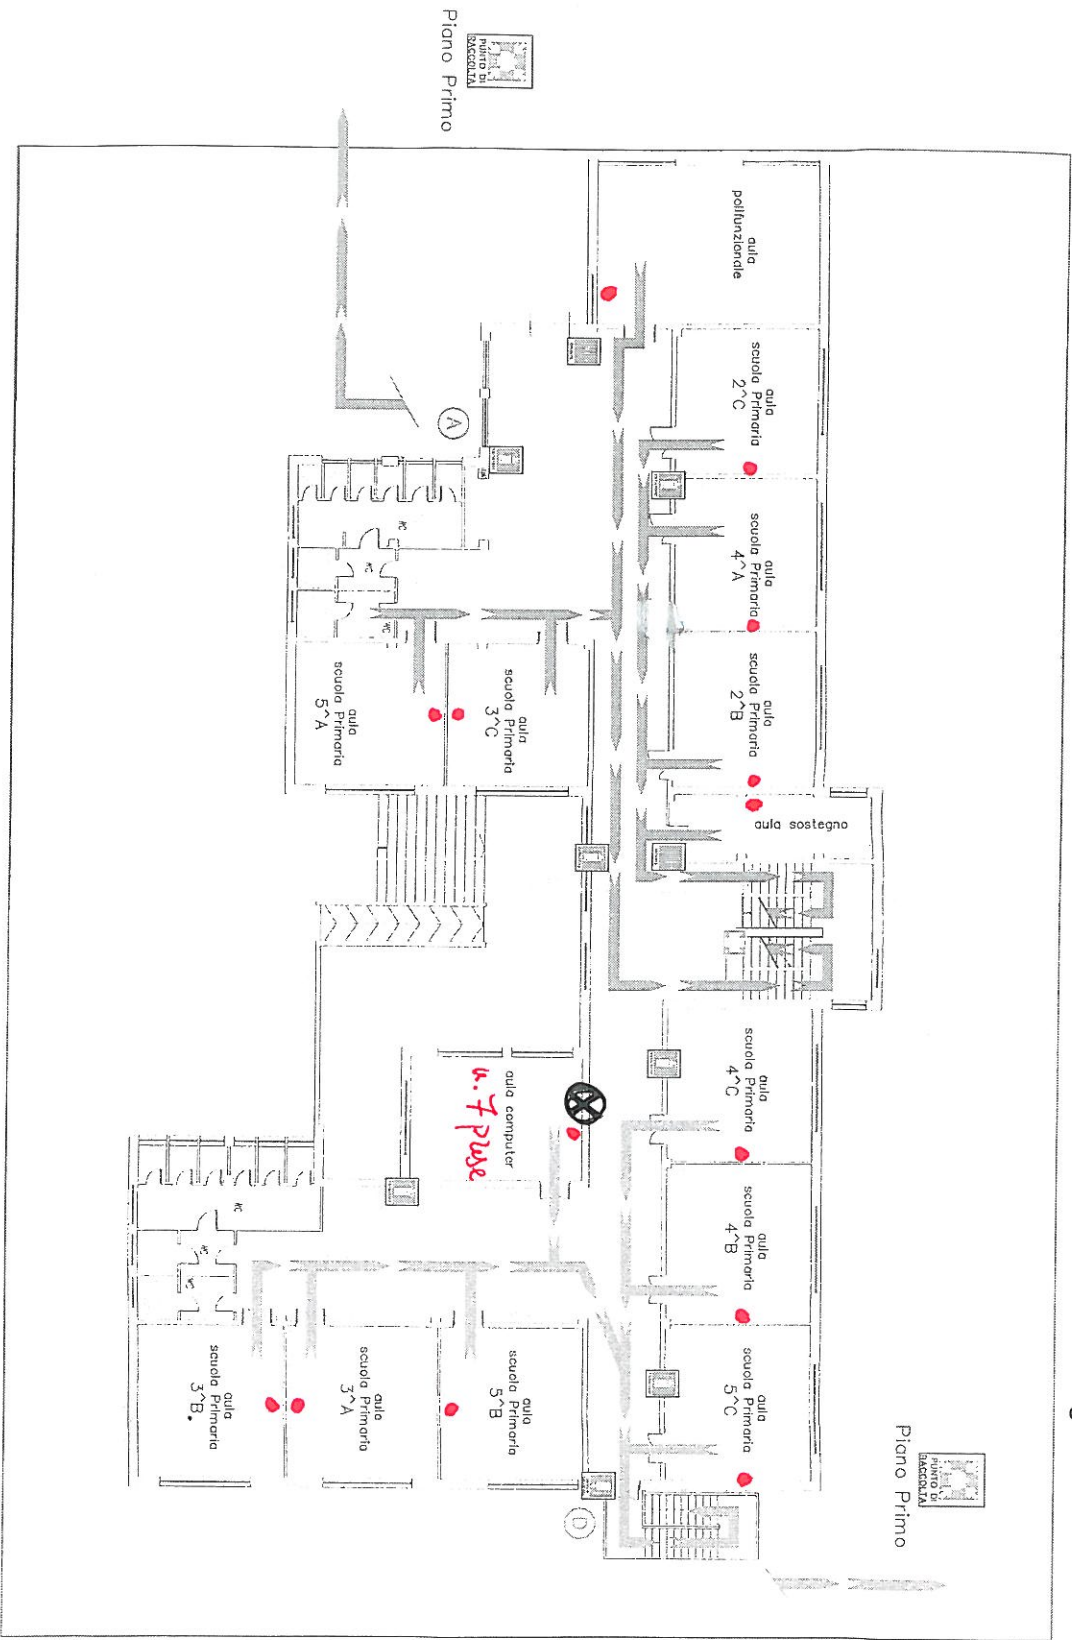 PUNTO DI
RACCOLTA
Piano Primo
PUNTO DI
RACCOLTA
Piano Primo
aula
polifunzionale
aula
scuola Primaria
2^C
aula
scuola Primaria
4^A
aula
scuola Primaria
2^B
aula sostegno
aula
scuola Primaria
4^C
aula
scuola Primaria
4^B
aula
scuola Primaria
5^C
A
WC
WC
WC
aula
scuola Primaria
5^A
aula
scuola Primaria
3^C
aula computer
n. 7 prese
WC
WC
WC
aula
scuola Primaria
3^B.
aula
scuola Primaria
3^A
aula
scuola Primaria
5^B
D